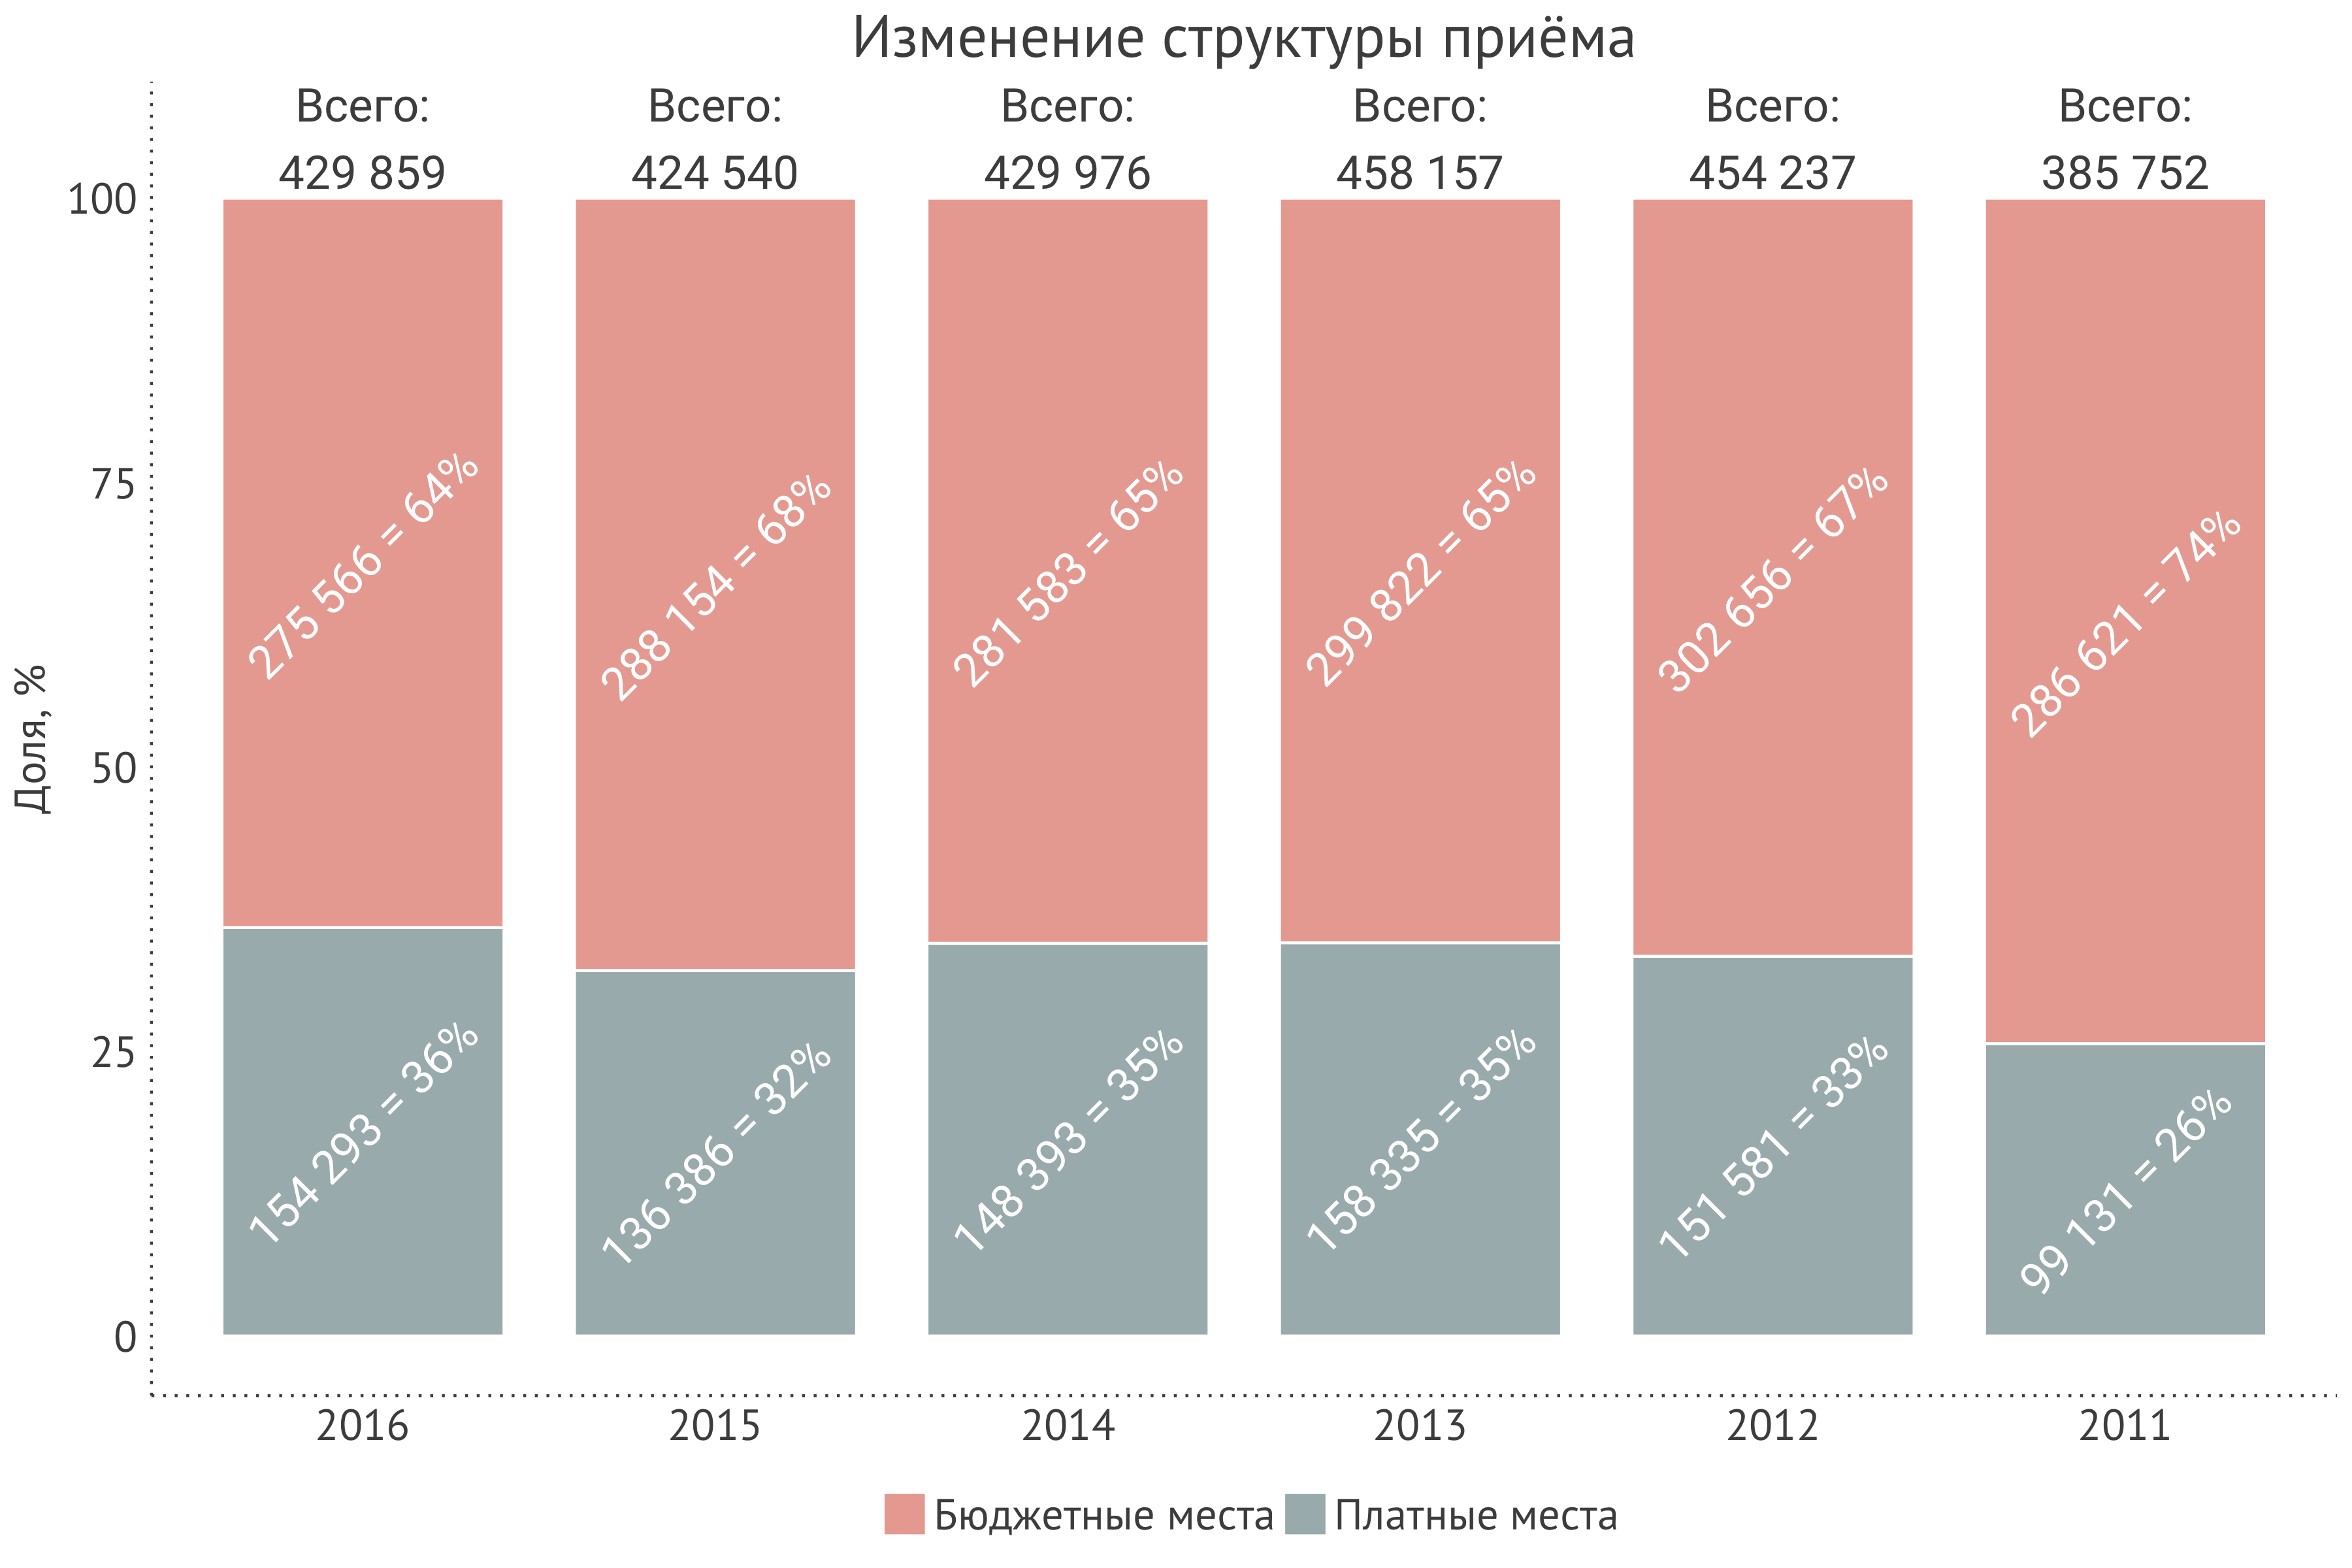 Изменение структуры приёма
Всего:
429 859
Всего:
424 540
Всего:
429 976
Всего:
458 157
Всего:
454 237
Всего:
385 752
Доля, %
100
75
50
25
0
275 566 = 64%
288 154 = 68%
281 583 = 65%
299 822 = 65%
302 656 = 67%
286 621 = 74%
154 293 = 36%
136 386 = 32%
148 393 = 35%
158 335 = 35%
151 581 = 33%
99 131 = 26%
2016
2015
2014
2013
2012
2011
Бюджетные места
Платные места